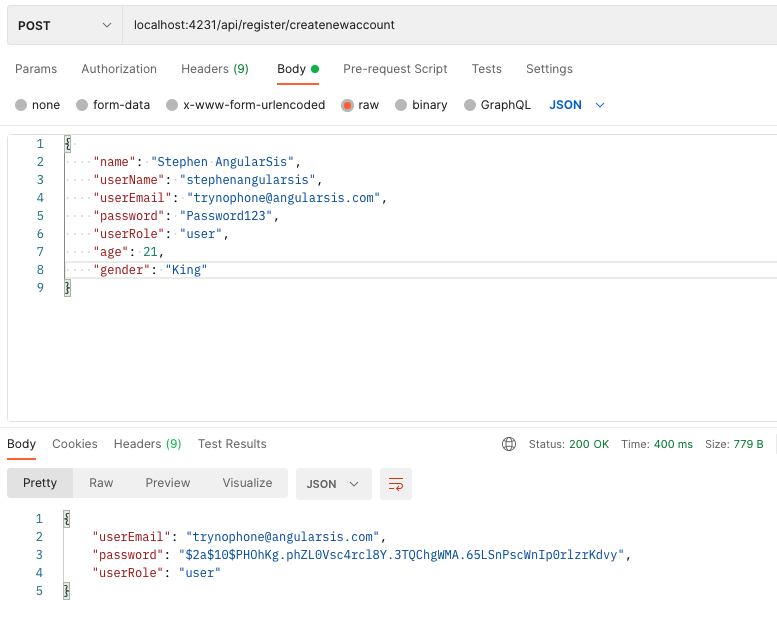 POST localhost:4231/api/register/createnewaccount
Params Authorization Headers (9) Body Pre-request Script Tests Settings
none form-data x-www-form-urlencoded raw binary GraphQL JSON
1 {
2 "name": "Stephen AngularSis",
3 "userName": "stephenangularsis",
4 "userEmail": "trynophone@angularsis.com",
5 "password": "Password123",
6 "userRole": "user",
7 "age": 21,
8 "gender": "King"
9 }
Body Cookies Headers (9) Test Results Status: 200 OK Time: 400 ms Size: 779 B
Pretty Raw Preview Visualize JSON
1 {
2 "userEmail": "trynophone@angularsis.com",
3 "password": "$2a$10$PHOhKg.phZL0Vsc4rcl8Y.3TQChgWMA.65LSnPscWnIp0rlzrKdvy",
4 "userRole": "user"
5 }